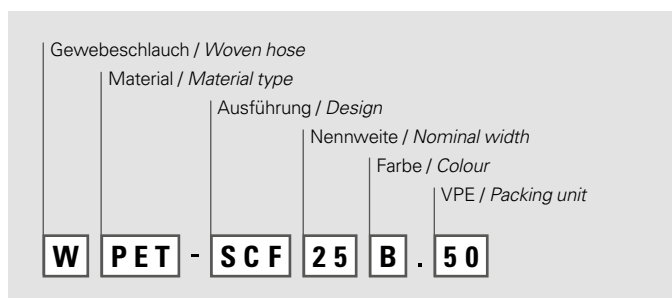 Gewebeschlauch / Woven hose
Material / Material type
Ausführung / Design
Nennweite / Nominal width
Farbe / Colour
VPE / Packing unit
W PET - SCF 25 B . 50